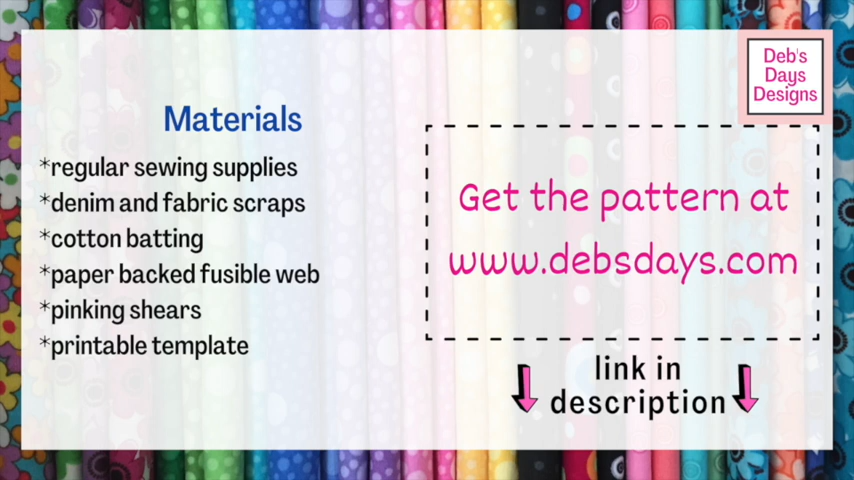 Deb's
Days
Designs
Materials
*regular sewing supplies
*denim and fabric scraps
*cotton batting
*paper backed fusible web
*pinking shears
*printable template
Get the pattern at
www.debsdays.com
link in
description